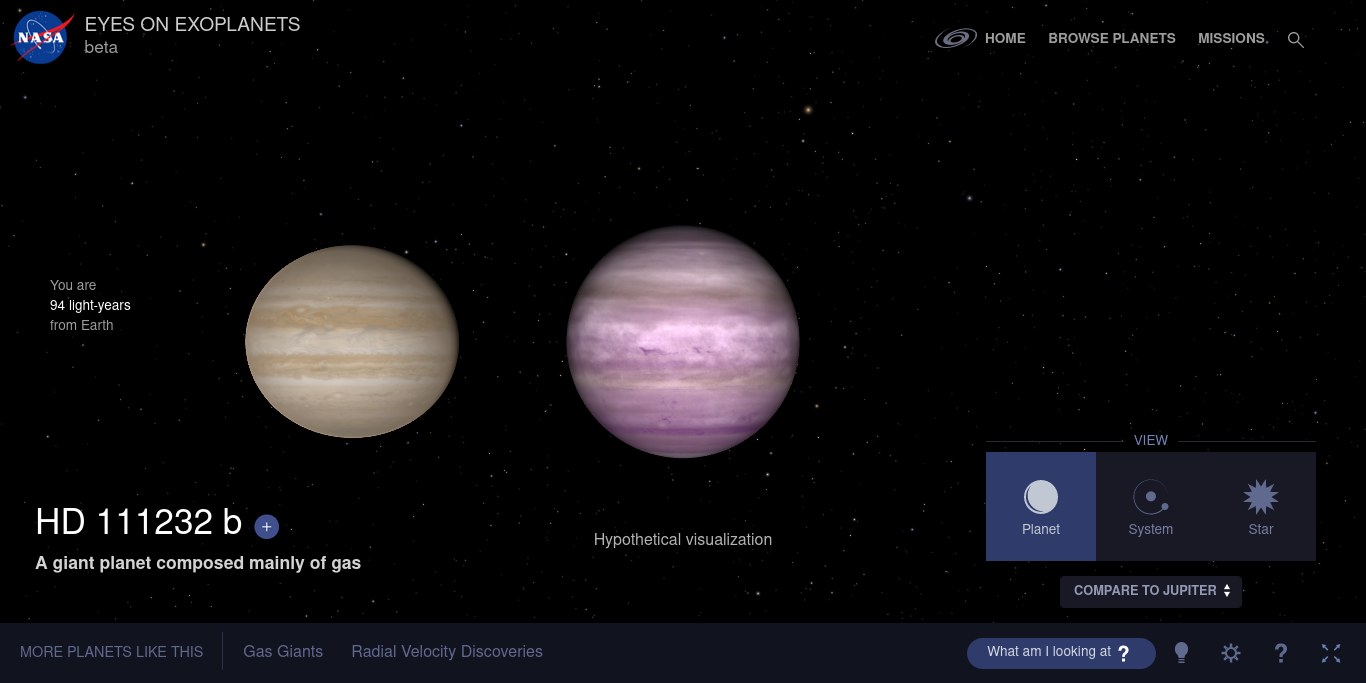 NASA
EYES ON EXOPLANETS
beta
HOME
BROWSE PLANETS
MISSIONS
You are
94 light-years
from Earth
HD 111232 b +
A giant planet composed mainly of gas
Hypothetical visualization
VIEW
Planet
System
Star
COMPARE TO JUPITER
MORE PLANETS LIKE THIS
Gas Giants
Radial Velocity Discoveries
What am I looking at ?
?